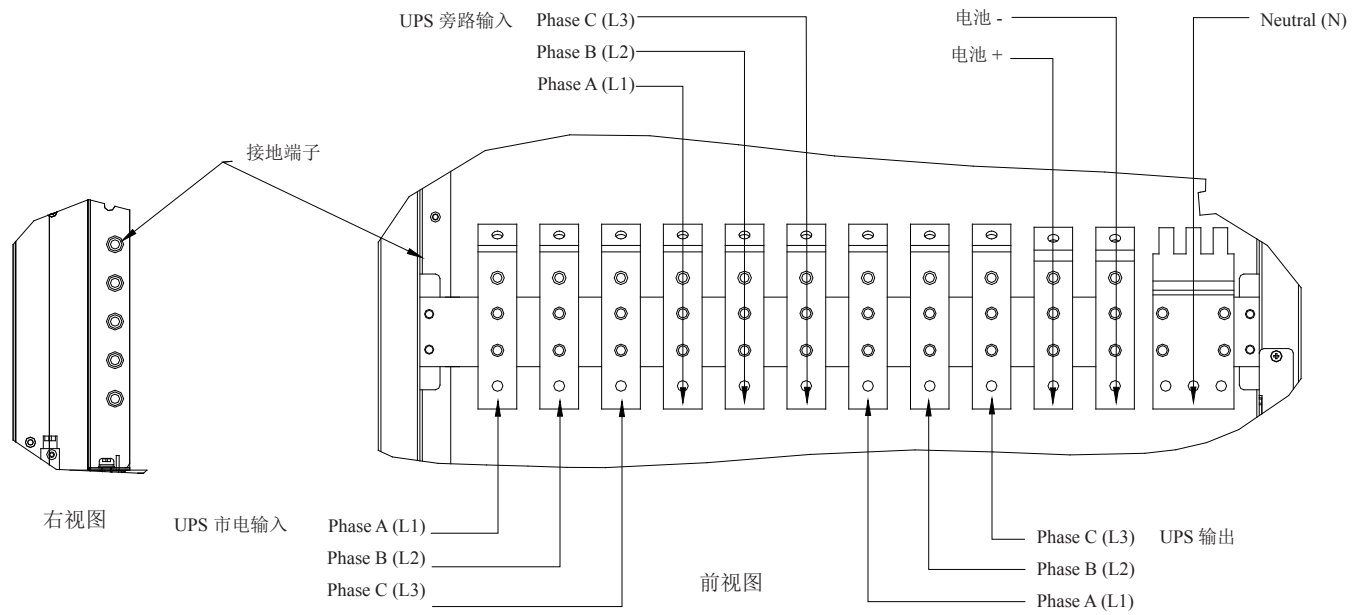 UPS 旁路输入 Phase C (L3)
Phase B (L2)
Phase A (L1)
电池 -
电池 +
Neutral (N)
接地端子
右视图
UPS 市电输入 Phase A (L1)
Phase B (L2)
Phase C (L3)
前视图
Phase C (L3) UPS 输出
Phase B (L2)
Phase A (L1)